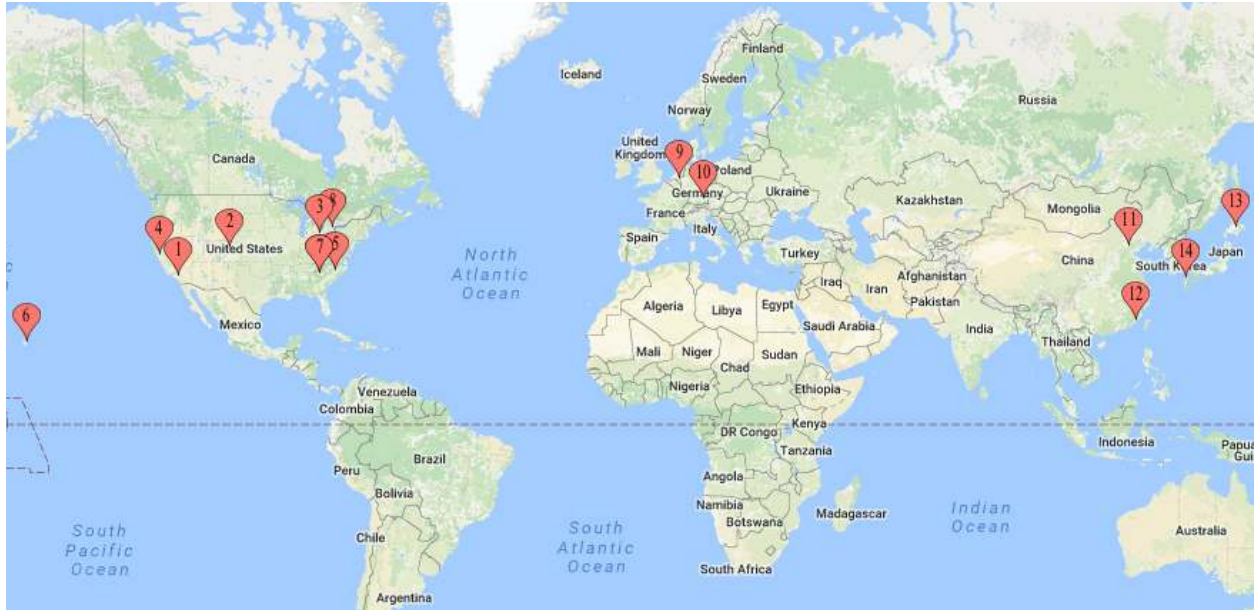 Finland
Iceland
Sweden
Russia
Norway
Canada
United
Kingdom
Poland
Germany
Ukraine
Kazakhstan
Mongolia
France
Italy
Spain
Turkey
United States
China
South Korea
Japan
Afghanistan
Iraq
Iran
Pakistan
North
Atlantic
Ocean
Algeria
Libya
Egypt
Saudi Arabia
India
Thailand
Mexico
Mali
Niger
Chad
Sudan
Nigeria
Ethiopia
Venezuela
Colombia
DR Congo
Kenya
Tanzania
Indonesia
Papua
Brazil
Peru
Bolivia
Angola
Namibia
Botswana
Madagascar
South
Pacific
Ocean
Chile
South
Atlantic
Ocean
Indian
Ocean
Australia
South Africa
Argentina
1
2
3
4
5
6
7
8
9
10
11
12
13
14